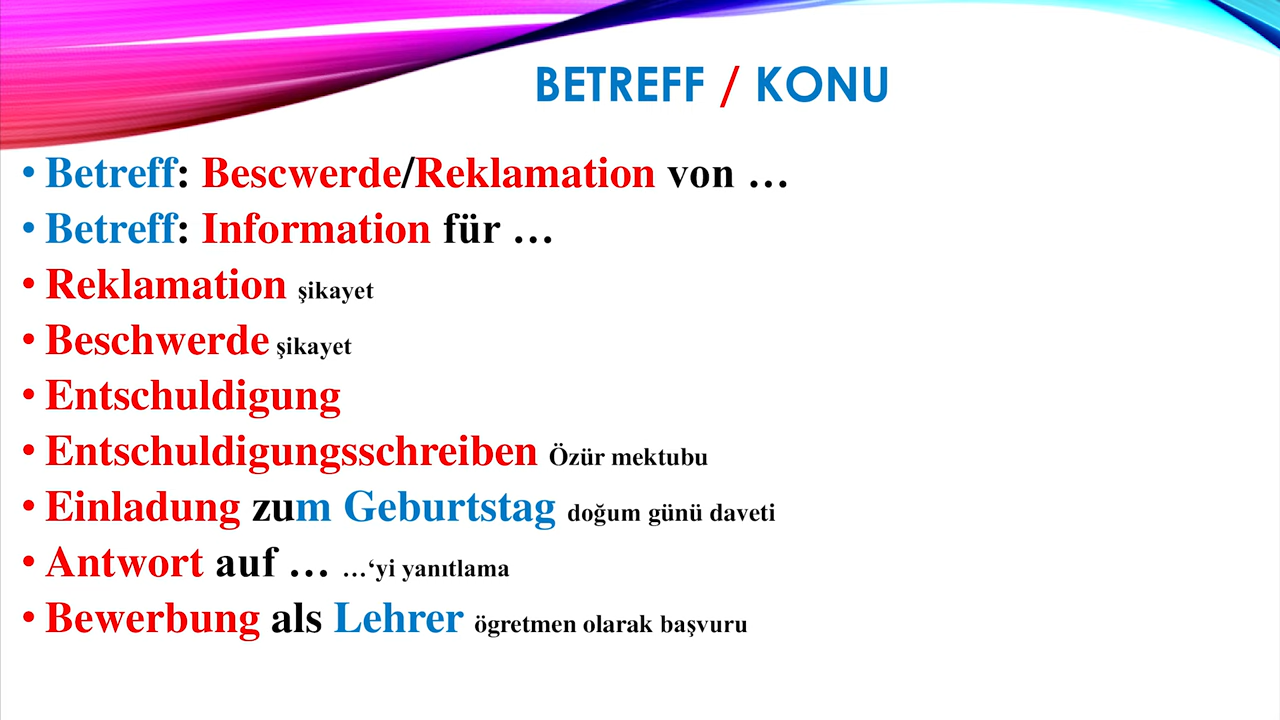 BETREFF / KONU
• Betreff: Bescwerde/Reklamation von …
• Betreff: Information für …
• Reklamation şikayet
• Beschwerde şikayet
• Entschuldigung
• Entschuldigungsschreiben Özür mektubu
• Einladung zum Geburtstag doğum günü daveti
• Antwort auf … …‘yi yanıtlama
• Bewerbung als Lehrer ögretmen olarak başvuru